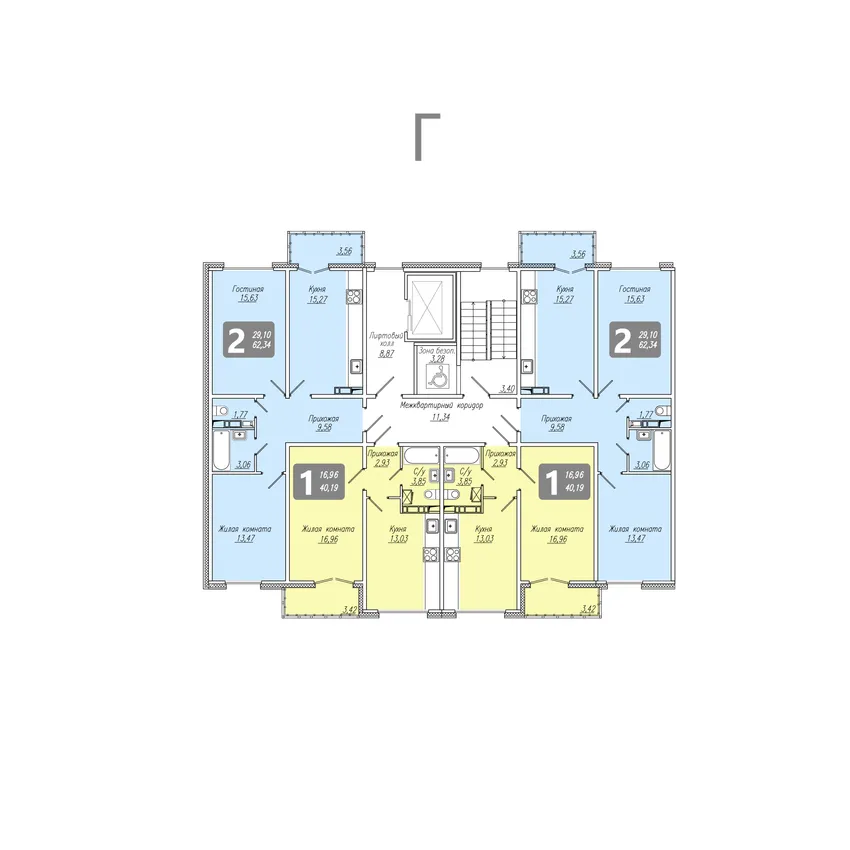 Г
3,56
3,56
Гостиная
15,63
Кухня
15,27
Кухня
15,27
Гостиная
15,63
2
29,10
62,34
Лифтовый
холл
8,87
Зона безоп.
3,28
2
29,10
62,34
3,40
1,77
Прихожая
9,58
Межквартирный коридор
11,34
Прихожая
9,58
1,77
3,06
Прихожая
2,93
Прихожая
2,93
3,06
1
16,96
40,19
С/у
3,85
С/у
3,85
1
16,96
40,19
Жилая комната
13,47
Жилая комната
16,96
Кухня
13,03
Кухня
13,03
Жилая комната
16,96
Жилая комната
13,47
3,42
3,42